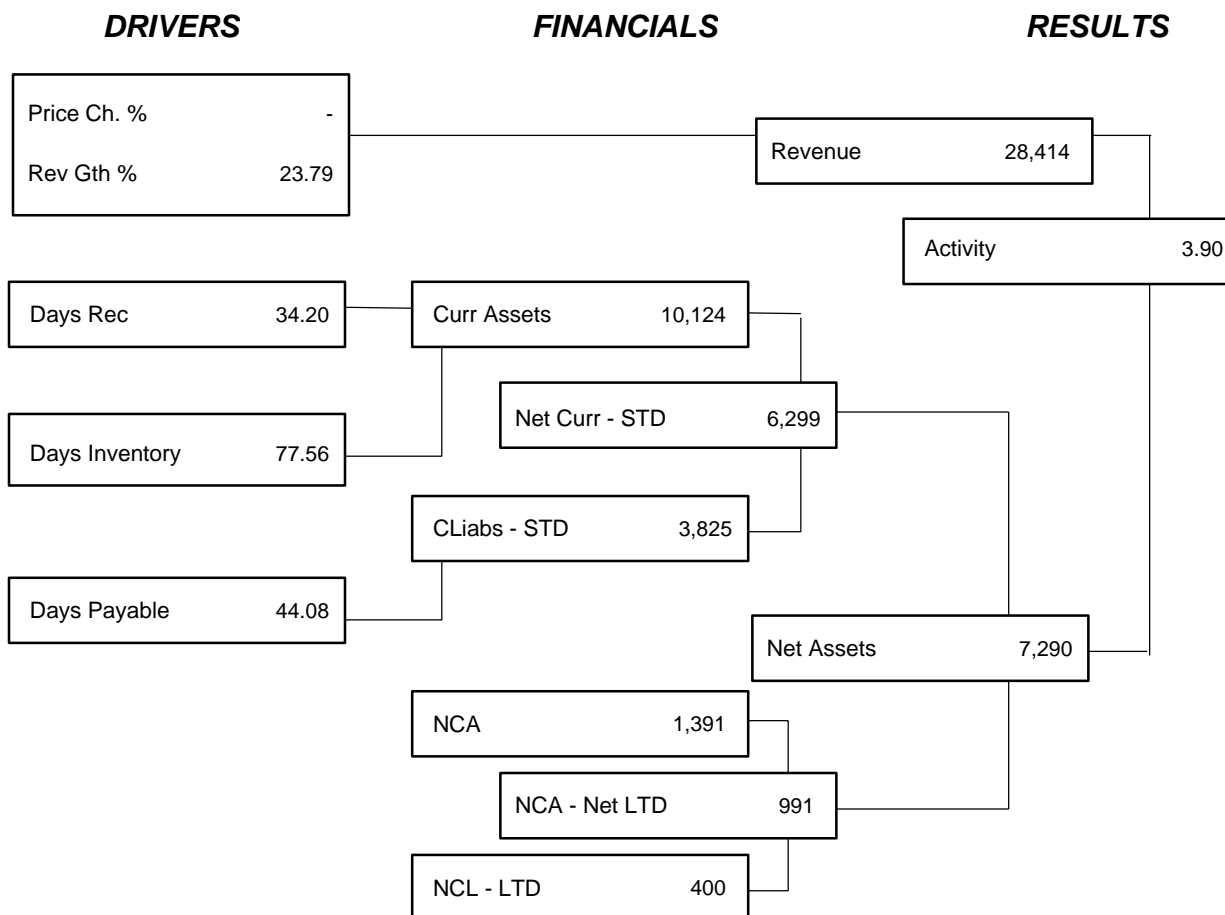 DRIVERS FINANCIALS RESULTS
Price Ch. % -
Revenue 28,414
Rev Gth % 23.79
Activity 3.90
Days Rec 34.20
Curr Assets 10,124
Net Curr - STD 6,299
Days Inventory 77.56
CLiabs - STD 3,825
Days Payable 44.08
Net Assets 7,290
NCA 1,391
NCA - Net LTD 991
NCL - LTD 400